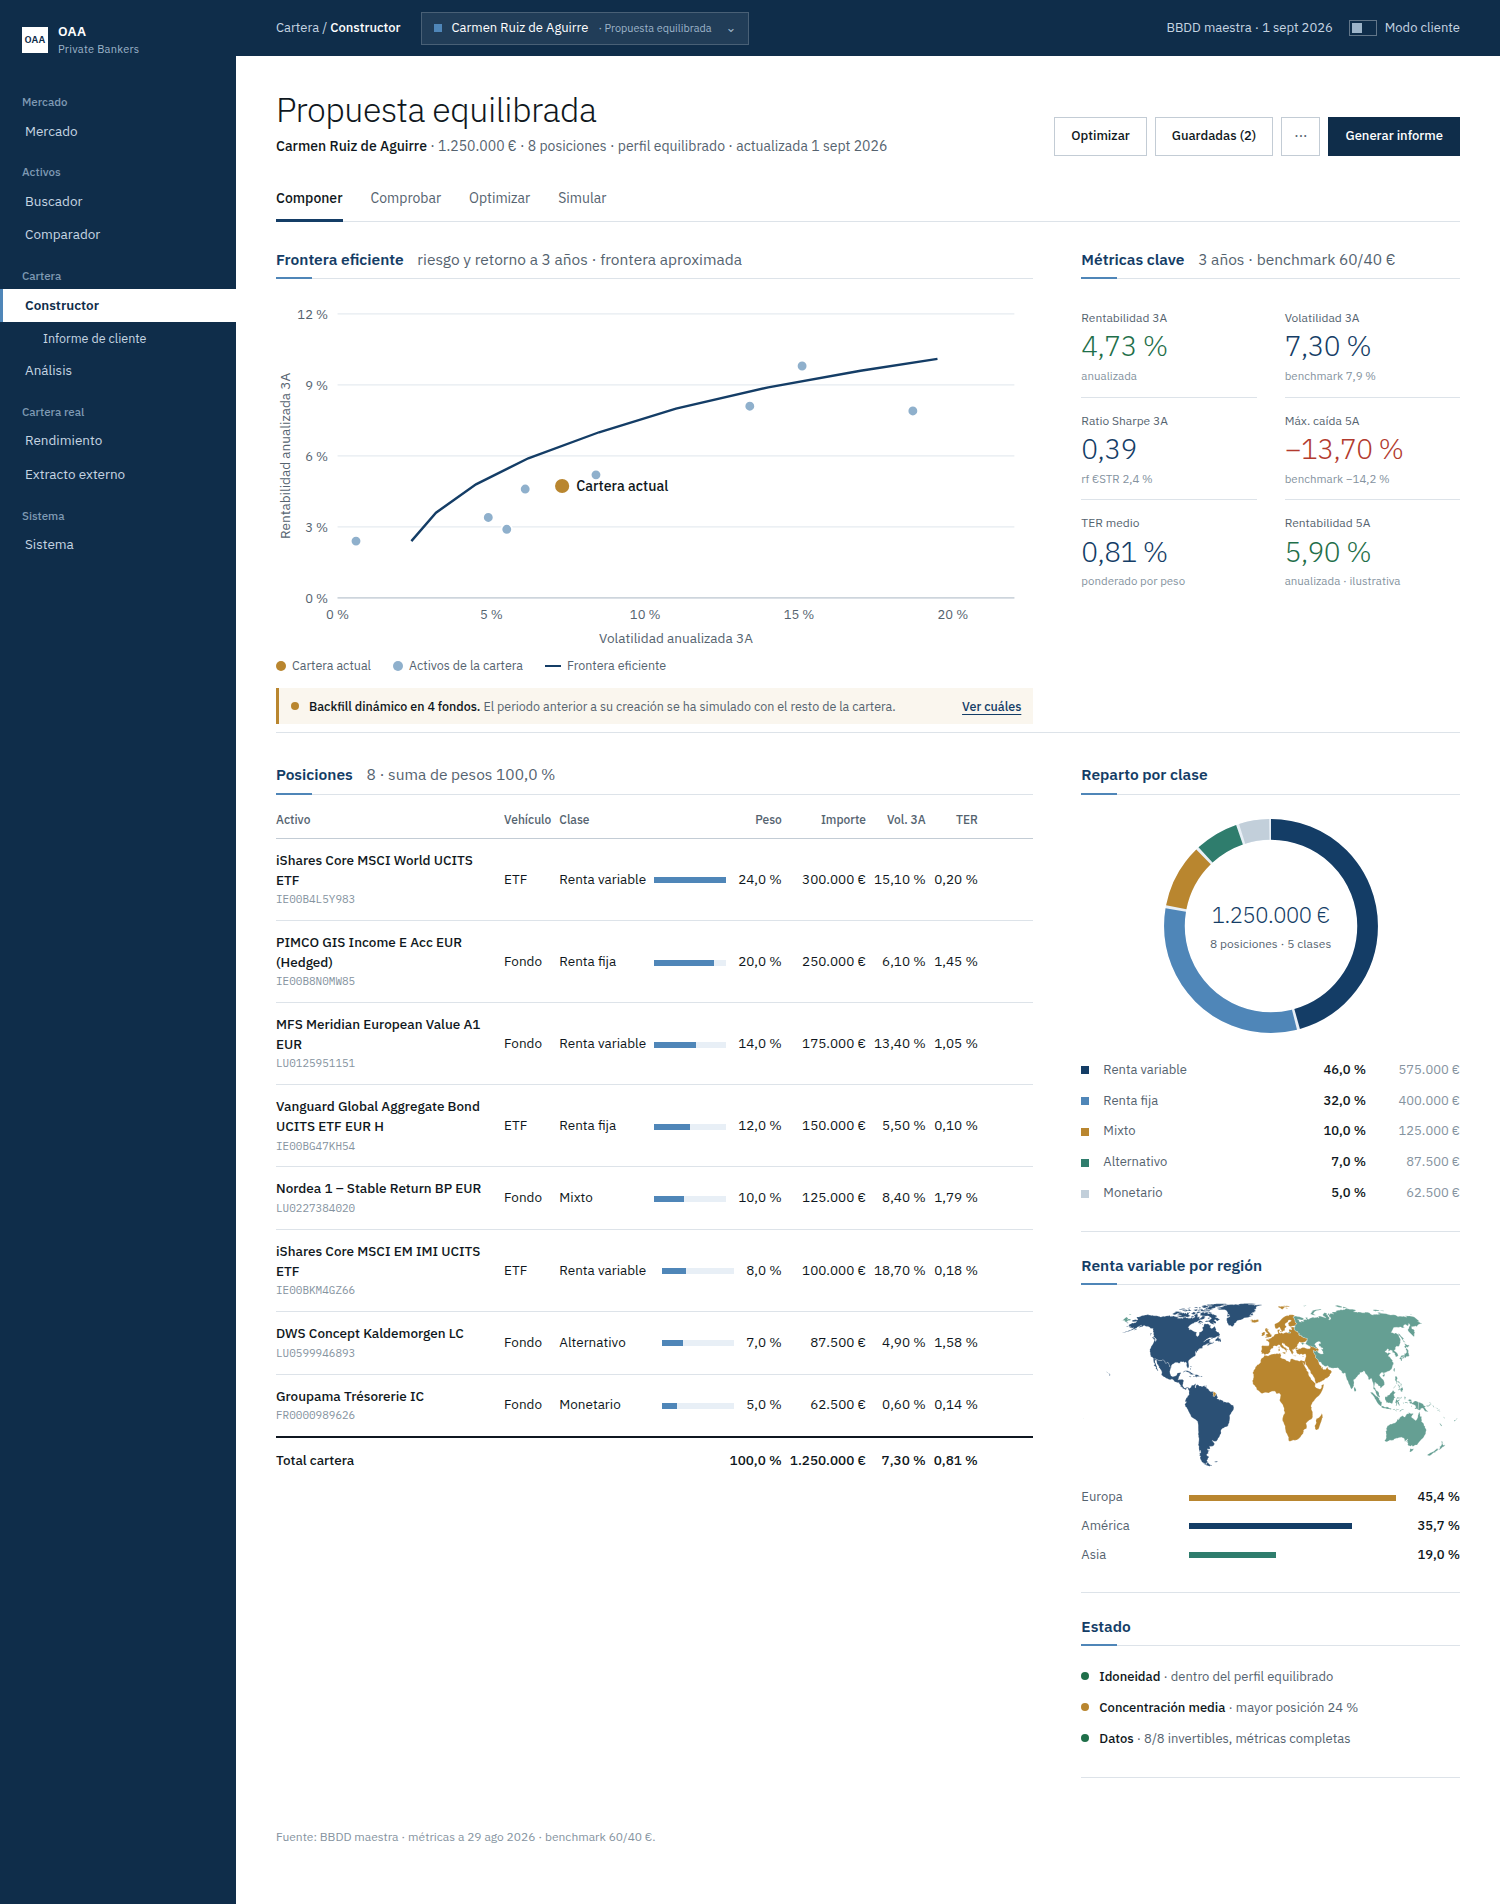 OAA
OAA
Private Bankers
Mercado
Mercado
Activos
Buscador
Comparador
Cartera
Constructor
Informe de cliente
Análisis
Cartera real
Rendimiento
Extracto externo
Sistema
Sistema
Cartera / Constructor
Carmen Ruiz de Aguirre · Propuesta equilibrada
BBDD maestra · 1 sept 2026
Modo cliente
Propuesta equilibrada
Carmen Ruiz de Aguirre · 1.250.000 € · 8 posiciones · perfil equilibrado · actualizada 1 sept 2026
Optimizar
Guardadas (2)
···
Generar informe
Componer
Comprobar
Optimizar
Simular
Frontera eficiente riesgo y retorno a 3 años · frontera aproximada
12 %
9 %
6 %
3 %
0 %
Rentabilidad anualizada 3A
Cartera actual
0 % 5 % 10 % 15 % 20 %
Volatilidad anualizada 3A
Cartera actual Activos de la cartera Frontera eficiente
Backfill dinámico en 4 fondos. El periodo anterior a su creación se ha simulado con el resto de la cartera. Ver cuáles
Métricas clave 3 años · benchmark 60/40 €
Rentabilidad 3A
4,73 %
anualizada
Volatilidad 3A
7,30 %
benchmark 7,9 %
Ratio Sharpe 3A
0,39
rf €STR 2,4 %
Máx. caída 5A
−13,70 %
benchmark −14,2 %
TER medio
0,81 %
ponderado por peso
Rentabilidad 5A
5,90 %
anualizada · ilustrativa
Posiciones 8 · suma de pesos 100,0 %
Activo Vehículo Clase Peso Importe Vol. 3A TER
iShares Core MSCI World UCITS
ETF
IE00B4L5Y983
ETF Renta variable 24,0 % 300.000 € 15,10 % 0,20 %
PIMCO GIS Income E Acc EUR
(Hedged)
IE00B8N0MW85
Fondo Renta fija 20,0 % 250.000 € 6,10 % 1,45 %
MFS Meridian European Value A1
EUR
LU0125951151
Fondo Renta variable 14,0 % 175.000 € 13,40 % 1,05 %
Vanguard Global Aggregate Bond
UCITS ETF EUR H
IE00BG47KH54
ETF Renta fija 12,0 % 150.000 € 5,50 % 0,10 %
Nordea 1 – Stable Return BP EUR
LU0227384020
Fondo Mixto 10,0 % 125.000 € 8,40 % 1,79 %
iShares Core MSCI EM IMI UCITS
ETF
IE00BKM4GZ66
ETF Renta variable 8,0 % 100.000 € 18,70 % 0,18 %
DWS Concept Kaldemorgen LC
LU0599946893
Fondo Alternativo 7,0 % 87.500 € 4,90 % 1,58 %
Groupama Trésorerie IC
FR0000989626
Fondo Monetario 5,0 % 62.500 € 0,60 % 0,14 %
Total cartera 100,0 % 1.250.000 € 7,30 % 0,81 %
Reparto por clase
1.250.000 €
8 posiciones · 5 clases
Renta variable 46,0 % 575.000 €
Renta fija 32,0 % 400.000 €
Mixto 10,0 % 125.000 €
Alternativo 7,0 % 87.500 €
Monetario 5,0 % 62.500 €
Renta variable por región
Europa 45,4 %
América 35,7 %
Asia 19,0 %
Estado
Idoneidad · dentro del perfil equilibrado
Concentración media · mayor posición 24 %
Datos · 8/8 invertibles, métricas completas
Fuente: BBDD maestra · métricas a 29 ago 2026 · benchmark 60/40 €.